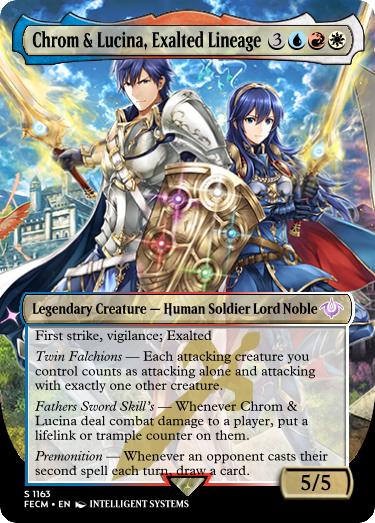 Chrom & Lucina, Exalted Lineage 3
Legendary Creature — Human Soldier Lord Noble
First strike, vigilance; Exalted
Twin Falchions — Each attacking creature you
control counts as attacking alone and attacking
with exactly one other creature.
Fathers Sword Skill's — Whenever Chrom &
Lucina deal combat damage to a player, put a
lifelink or trample counter on them.
Premonition — Whenever an opponent casts their
second spell each turn, draw a card.
5/5
S 1163
FECM • EN INTELLIGENT SYSTEMS